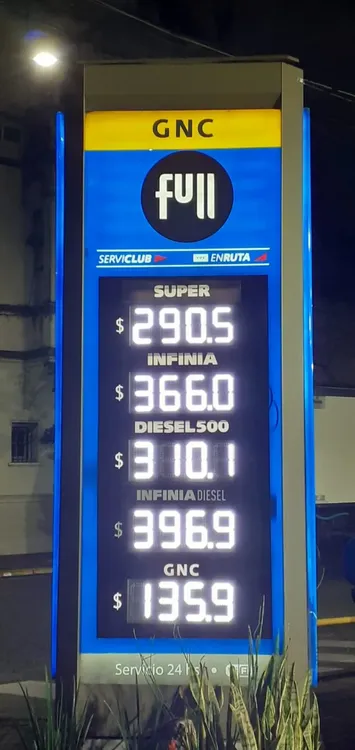 GNC
full
SERVICLUB ENRUTA
SUPER
$ 290.5
INFINIA
$ 366.0
DIESEL500
$ 310.1
INFINIA DIESEL
$ 396.9
GNC
$ 135.9
Servicio 24 hs •